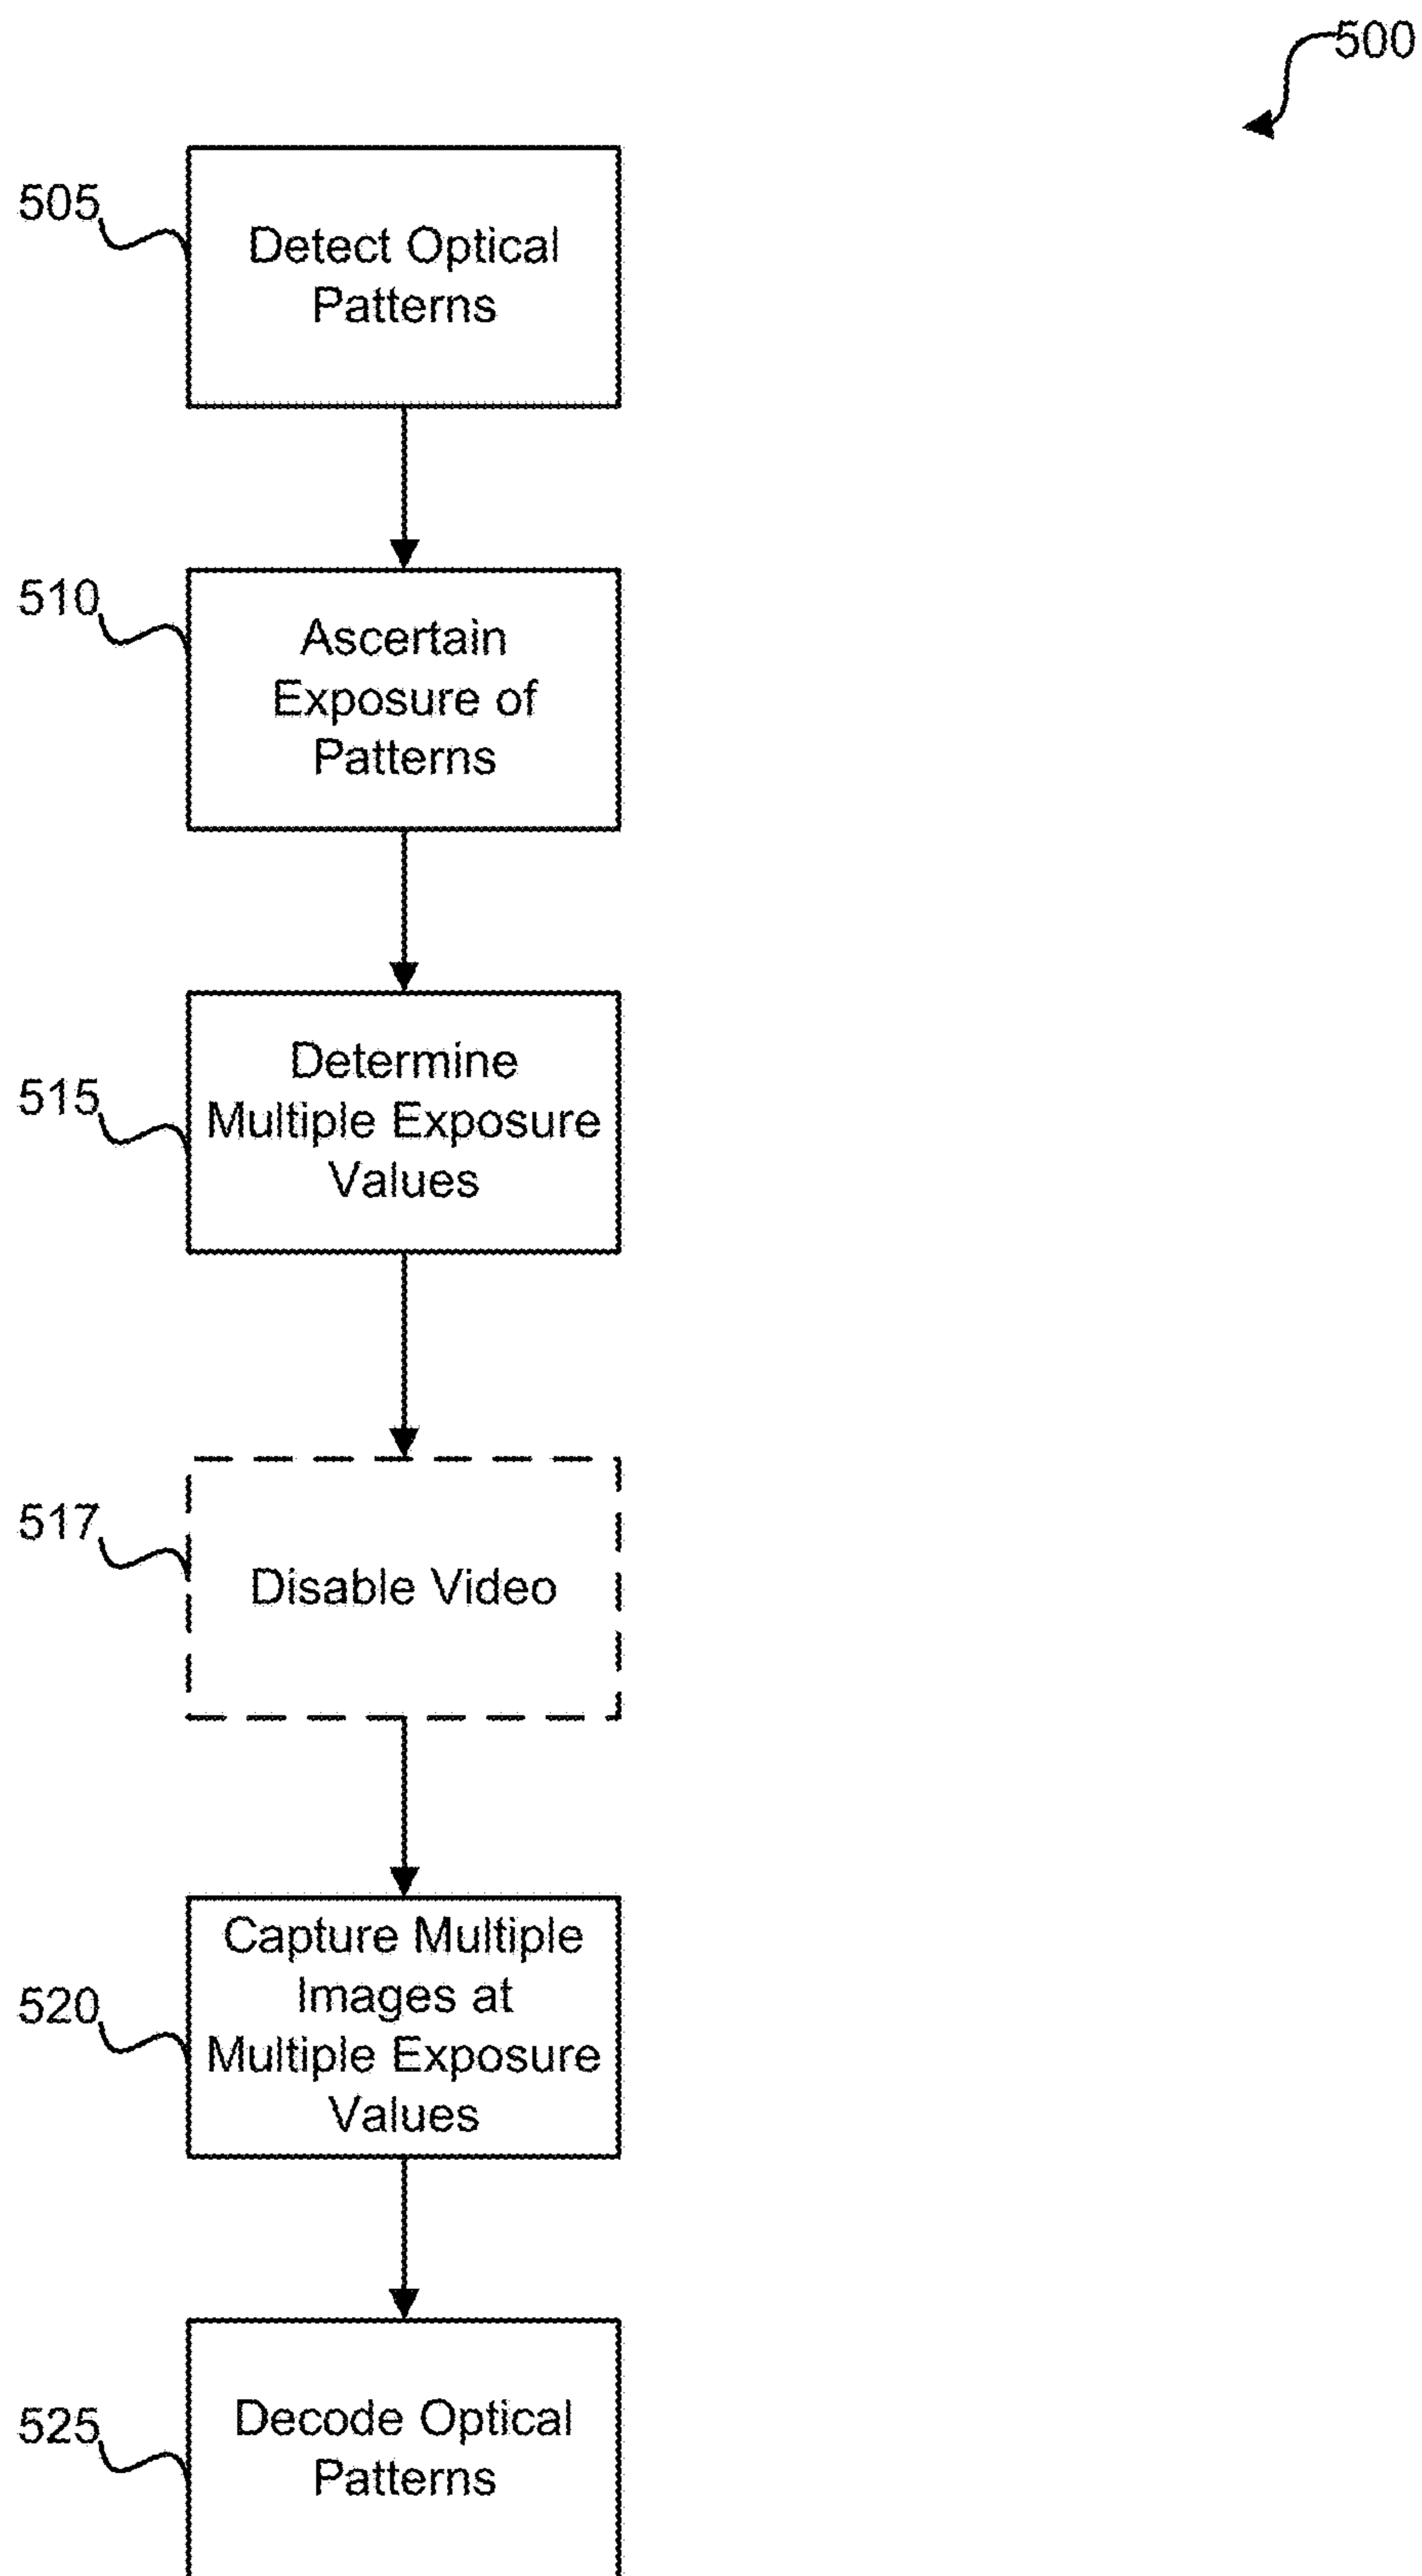 500
505
Detect Optical
Patterns
510
Ascertain
Exposure of
Patterns
515
Determine
Multiple Exposure
Values
517
Disable Video
520
Capture Multiple
Images at
Multiple Exposure
Values
525
Decode Optical
Patterns